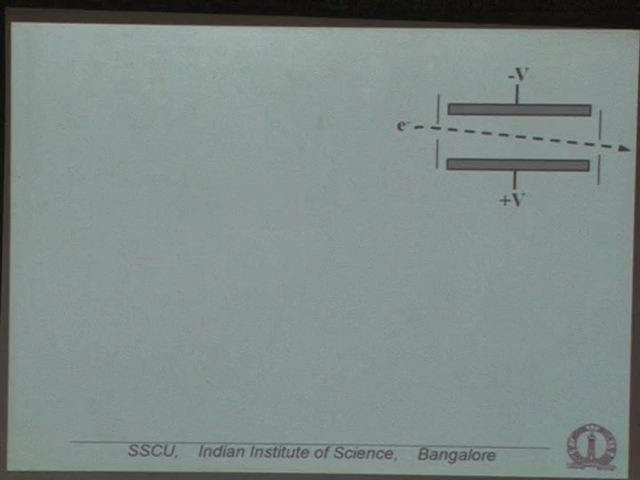 -V
e-
+V
SSCU, Indian Institute of Science, Bangalore